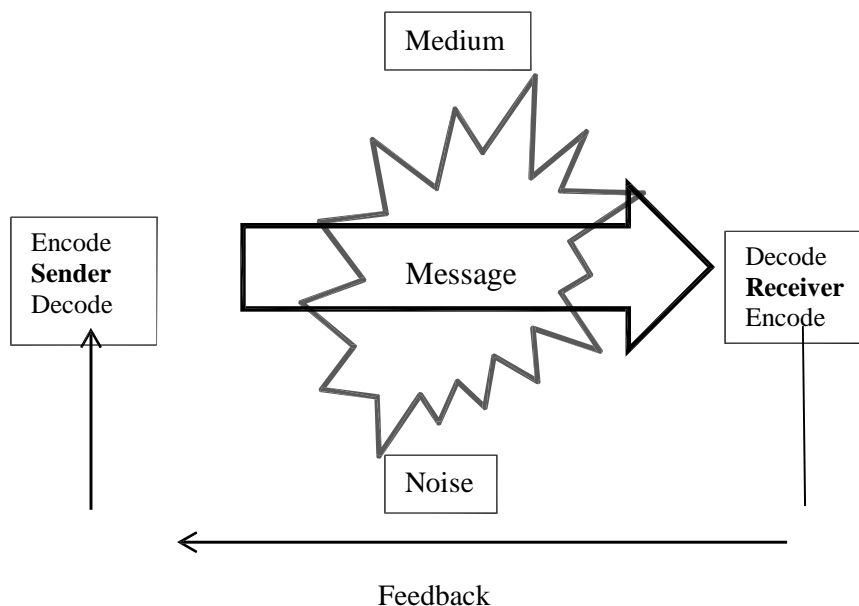 Medium
Encode
Sender
Decode
Message
Decode
Receiver
Encode
Noise
Feedback